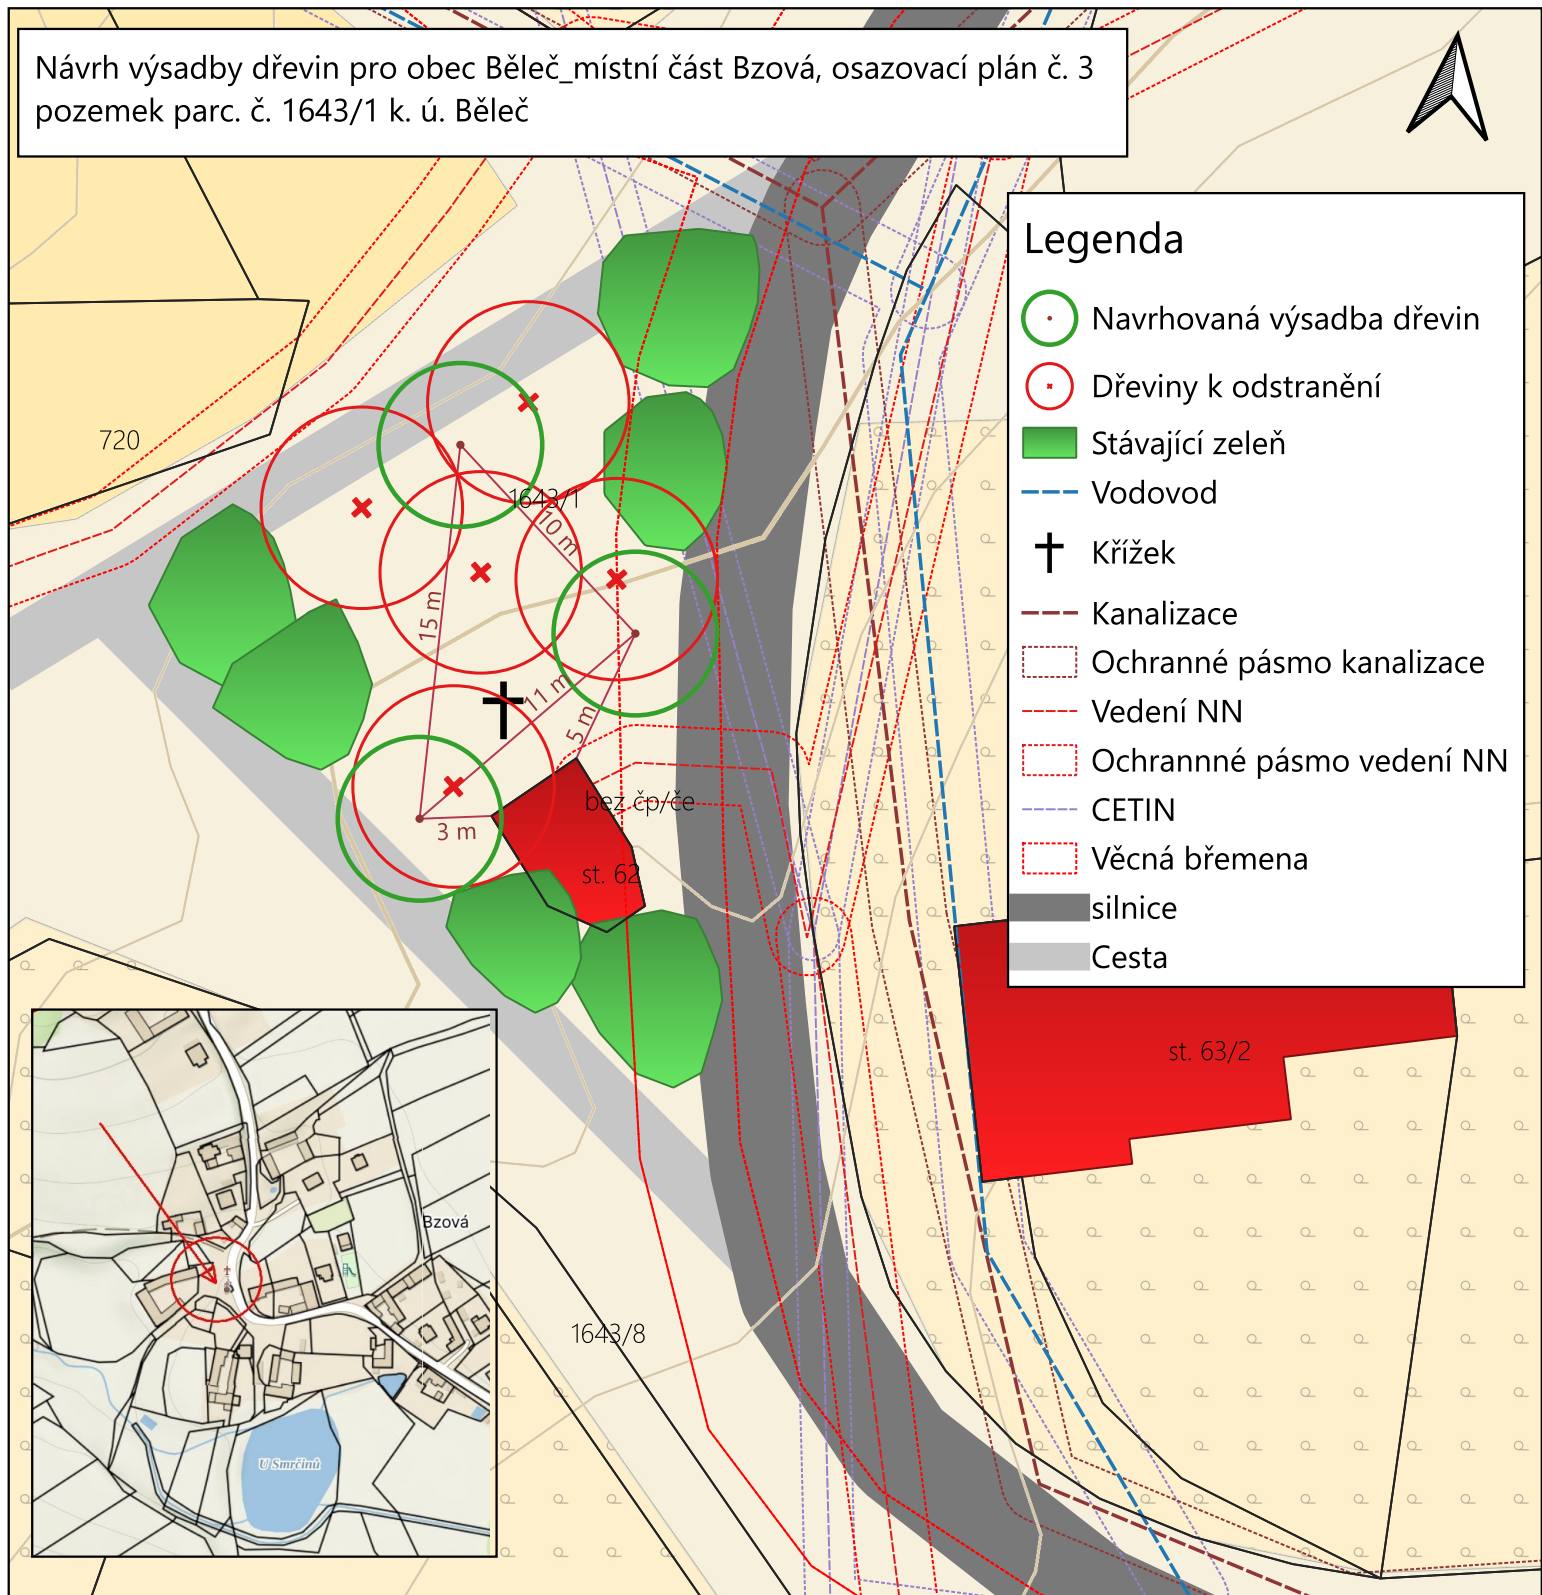 Návrh výsadby dřevin pro obec Běleč_místní část Bzová, osazovací plán č. 3
pozemek parc. č. 1643/1 k. ú. Běleč
Legenda
Navrhovaná výsadba dřevin
Dřeviny k odstranění
Stávající zeleň
Vodovod
Křížek
Kanalizace
Ochranné pásmo kanalizace
Vedení NN
Ochrannné pásmo vedení NN
CETIN
Věcná břemena
silnice
Cesta
720
1643/1
10 m
15 m
11 m
5 m
3 m
bez čp/če
st. 62
st. 63/2
1643/8
Bzová
U Smrčinů